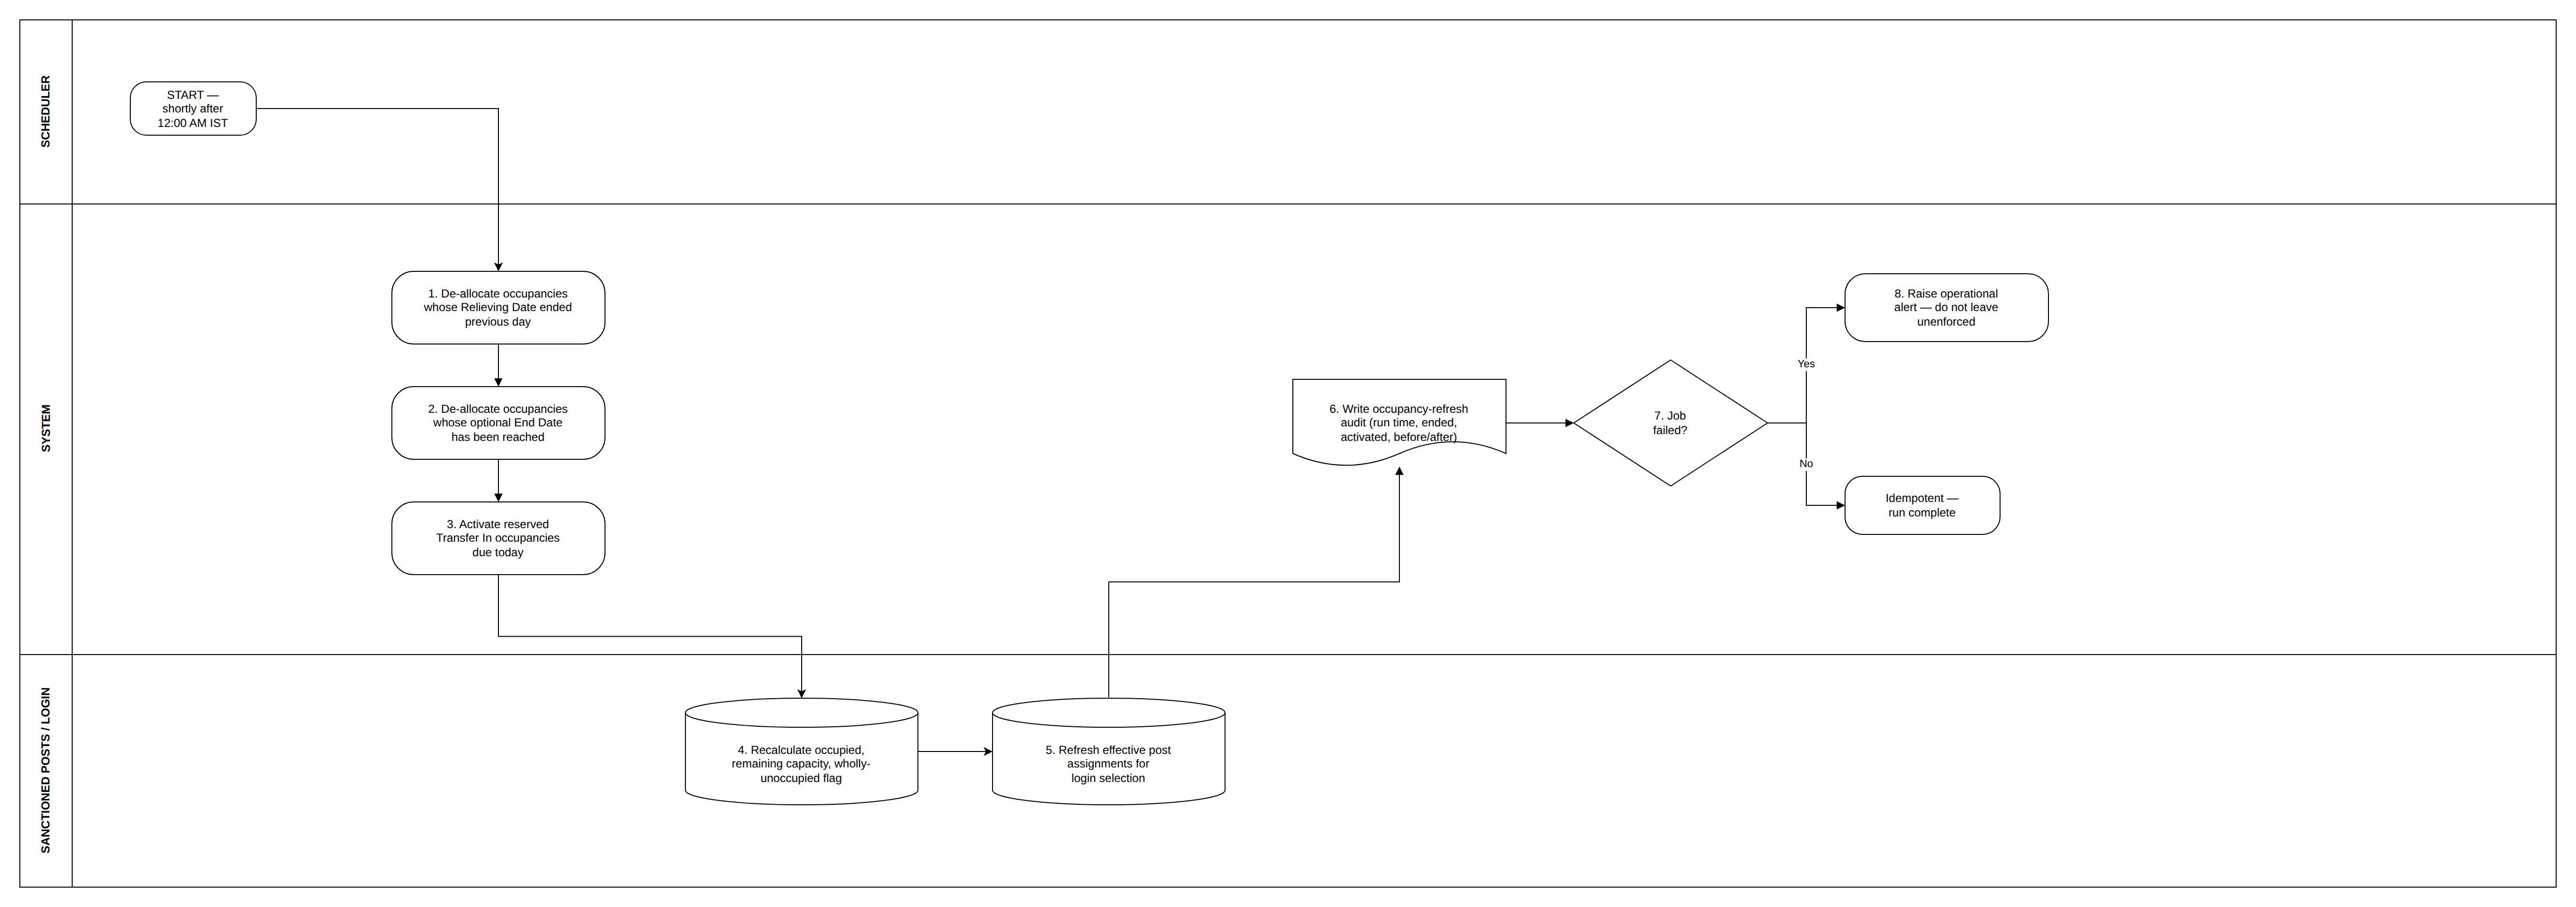 SCHEDULER
START —
shortly after
12:00 AM IST
SYSTEM
1. De-allocate occupancies
whose Relieving Date ended
previous day
2. De-allocate occupancies
whose optional End Date
has been reached
3. Activate reserved
Transfer In occupancies
due today
6. Write occupancy-refresh
audit (run time, ended,
activated, before/after)
7. Job
failed?
Yes
8. Raise operational
alert — do not leave
unenforced
No
Idempotent —
run complete
SANCTIONED POSTS / LOGIN
4. Recalculate occupied,
remaining capacity, wholly-
unoccupied flag
5. Refresh effective post
assignments for
login selection